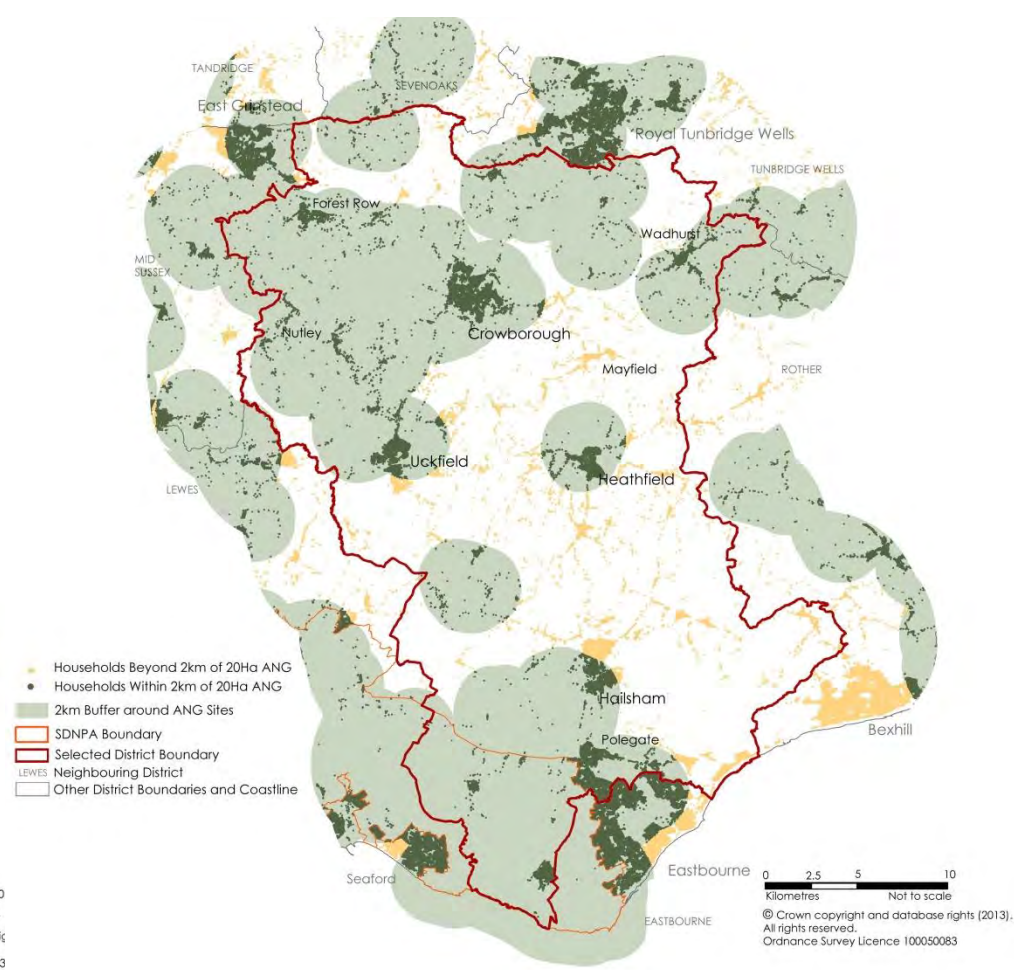 TANDRIDGE
SEVENOAKS
East Grinstead
Royal Tunbridge Wells
TUNBRIDGE WELLS
Forest Row
Wadhurst
MID
SUSSEX
Nutley
Crowborough
Mayfield
ROTHER
Uckfield
Heathfield
LEWES
Households Beyond 2km of 20Ha ANG
Households Within 2km of 20Ha ANG
2km Buffer around ANG Sites
SDNPA Boundary
Selected District Boundary
LEWES Neighbouring District
Other District Boundaries and Coastline
Hailsham
Polegate
Bexhill
Seaford
Eastbourne
EASTBOURNE
0 2.5 5 10
Kilometres Not to scale
© Crown copyright and database rights (2013).
All rights reserved.
Ordnance Survey Licence 100050083